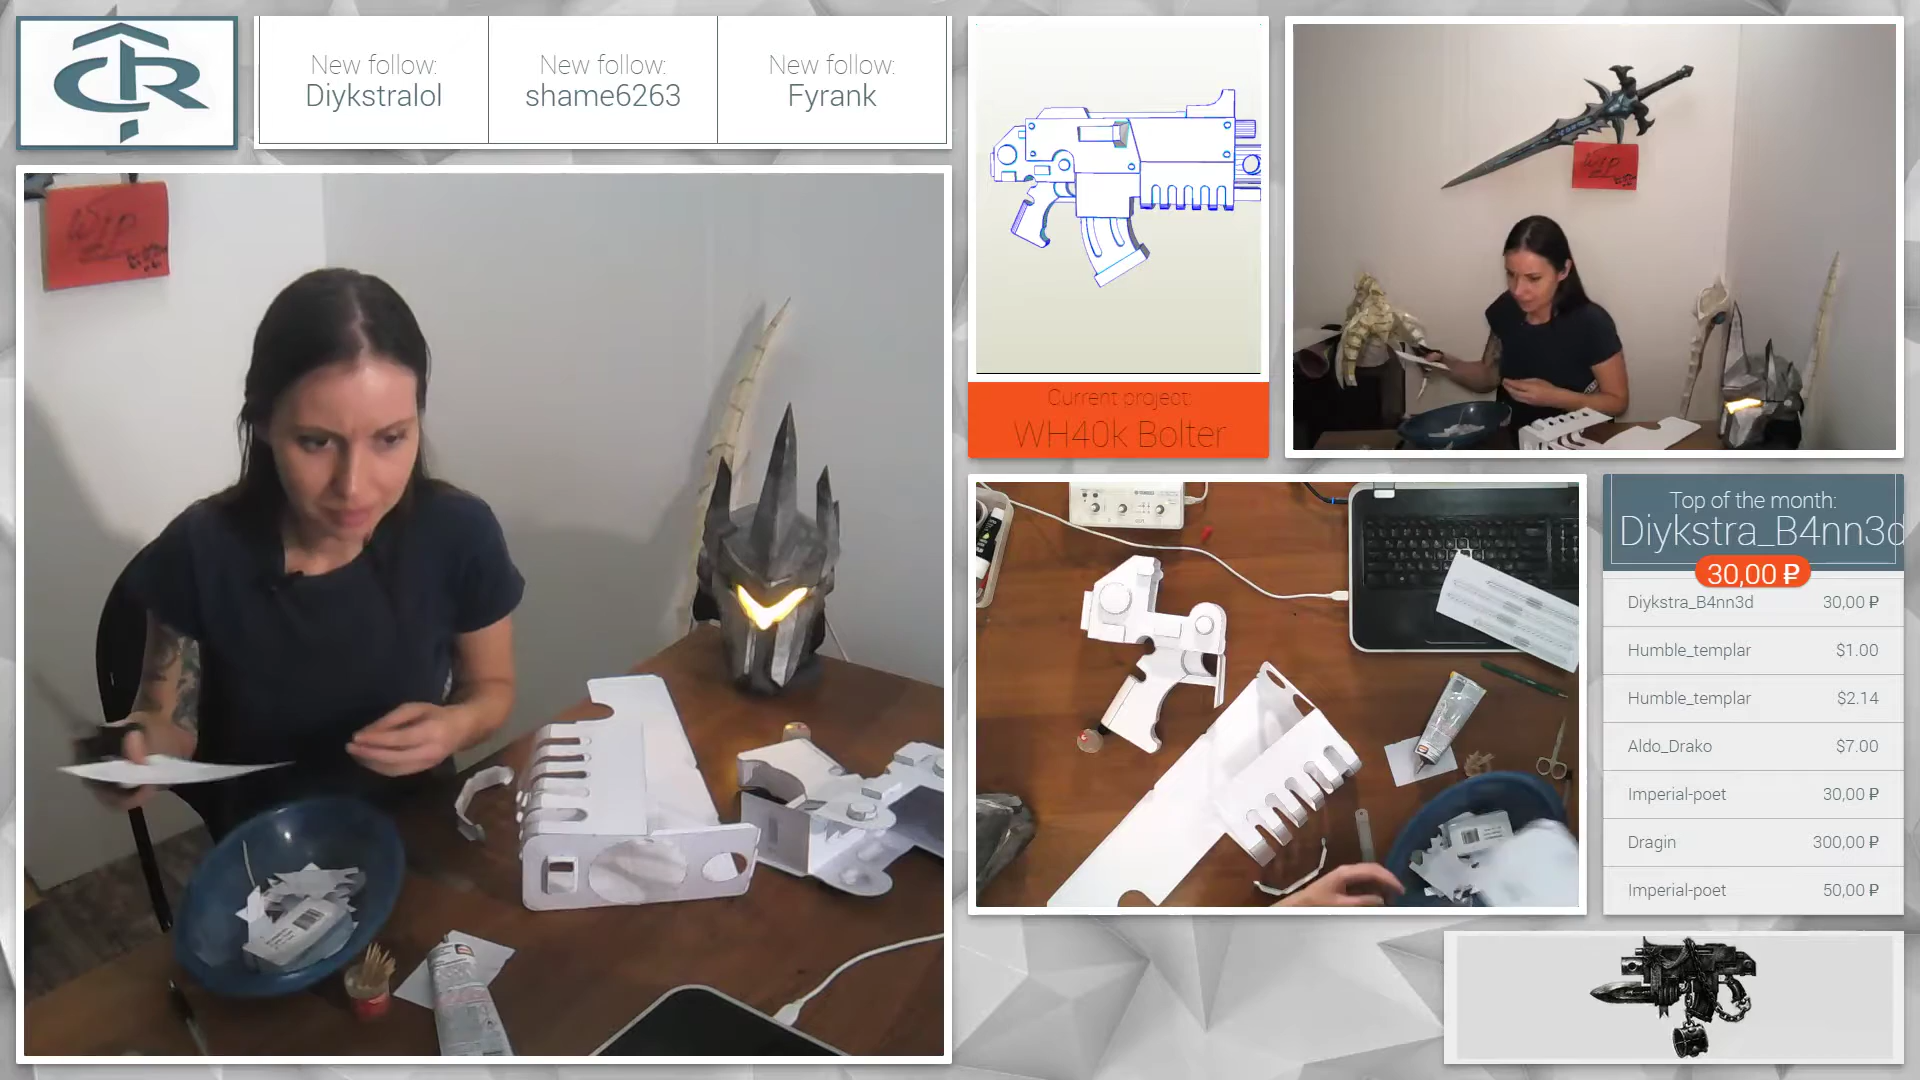 New follow:
Diykstralol
New follow:
shame6263
New follow:
Fyrank
WIP
Current project:
WH40k Bolter
WIP
Top of the month:
Diykstra_B4nn3d
30,00 ₽
Diykstra_B4nn3d 30,00 ₽
Humble_templar $1.00
Humble_templar $2.14
Aldo_Drako $7.00
Imperial-poet 30,00 ₽
Dragin 300,00 ₽
Imperial-poet 50,00 ₽